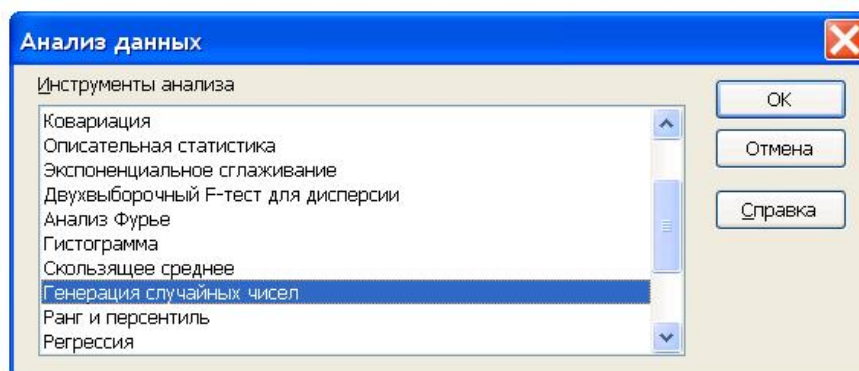 Анализ данных
Инструменты анализа
Ковариация
Описательная статистика
Экспоненциальное сглаживание
Двухвыборочный F-тест для дисперсии
Анализ Фурье
Гистограмма
Скользящее среднее
Генерация случайных чисел
Ранг и персентиль
Регрессия
OK
Отмена
Справка